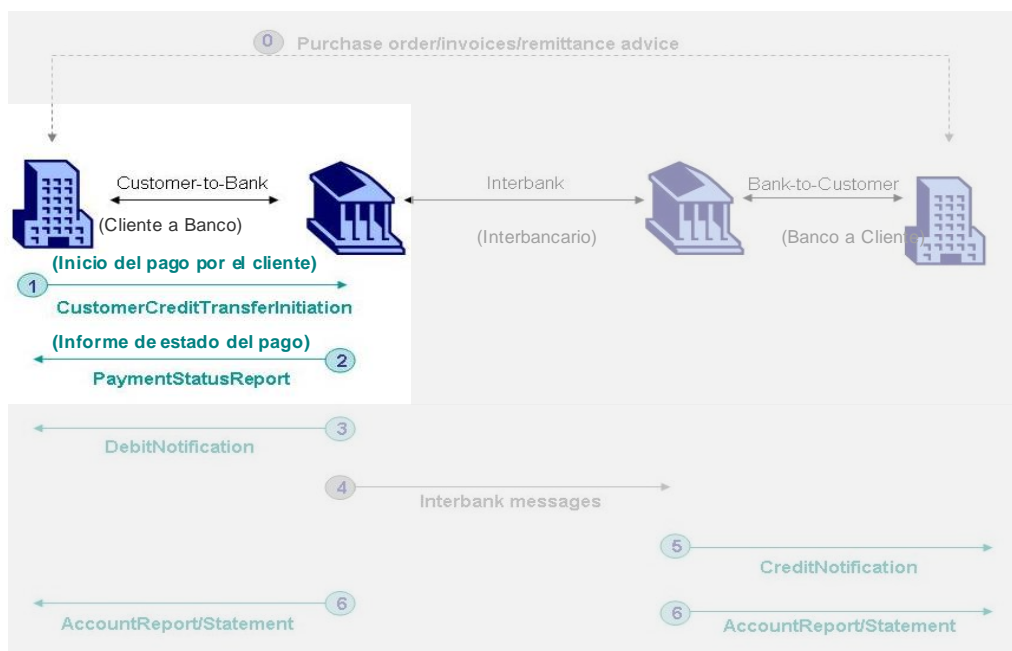 0 Purchase order/invoices/remittance advice
Customer-to-Bank
Interbank
Bank-to-Customer
(Cliente a Banco)
(Interbancario)
(Banco a Cliente)
(Inicio del pago por el cliente)
1
CustomerCreditTransferInitiation
(Informe de estado del pago)
2
PaymentStatusReport
3
DebitNotification
4
Interbank messages
5
CreditNotification
6
AccountReport/Statement
6
AccountReport/Statement